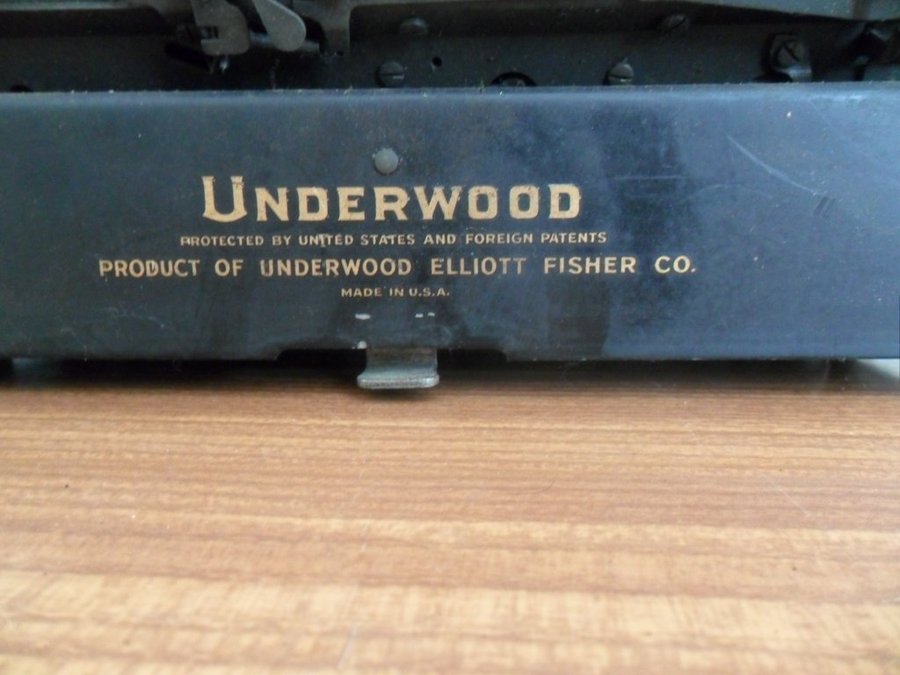 UNDERWOOD
PROTECTED BY UNITED STATES AND FOREIGN PATENTS
PRODUCT OF UNDERWOOD ELLIOTT FISHER CO.
MADE IN U.S.A.